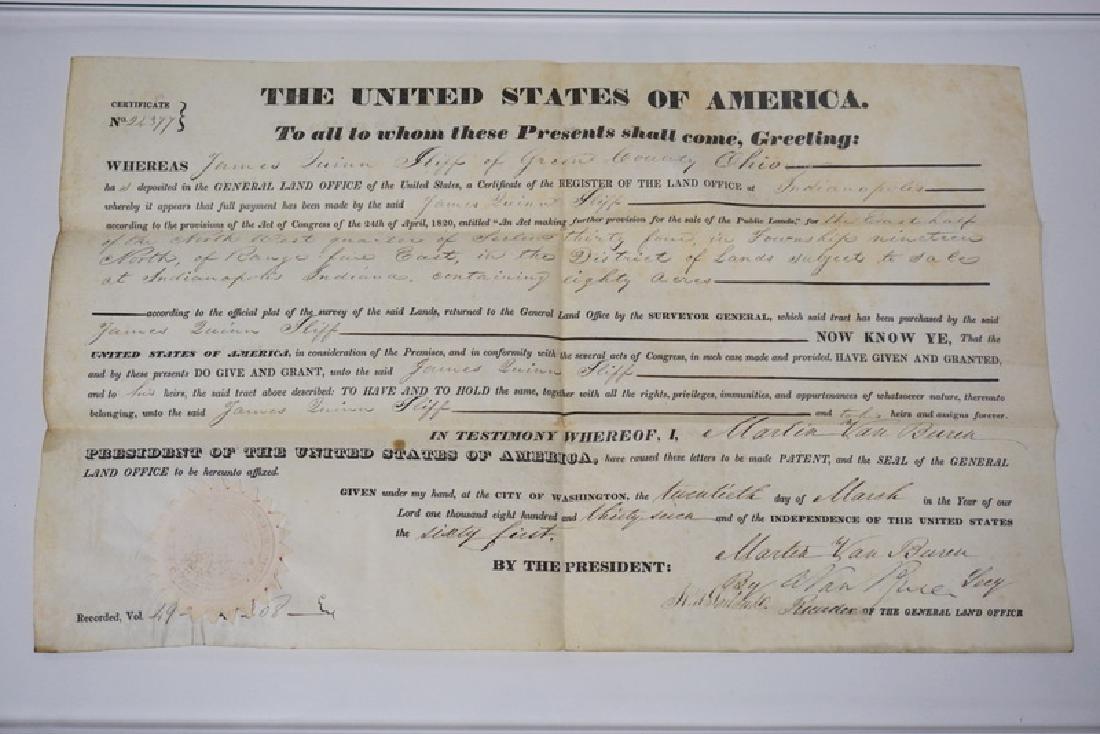 THE UNITED STATES OF AMERICA.
CERTIFICATE
No. 24377
To all to whom these Presents shall come, Greeting:
WHEREAS James Quinn Iliff of Green County Ohio
ha s deposited in the GENERAL LAND OFFICE of the United States, a Certificate of the REGISTER OF THE LAND OFFICE at Indianapolis
whereby it appears that full payment has been made by the said James Quinn Iliff
according to the provisions of the Act of Congress of the 24th of April, 1820, entitled "An Act making further provision for the sale of the Public Lands," for the East half
of the North West quarter of Section thirty four, in Township nineteen
North, of Range five East, in the District of Lands subject to sale
at Indianapolis Indiana, containing eighty Acres
according to the official plat of the survey of the said Lands, returned to the General Land Office by the SURVEYOR GENERAL, which said tract has been purchased by the said
James Quinn Iliff NOW KNOW YE, That the
UNITED STATES OF AMERICA, in consideration of the Premises, and in conformity with the several acts of Congress, in such case made and provided, HAVE GIVEN AND GRANTED,
and by these presents DO GIVE AND GRANT, unto the said James Quinn Iliff
and to his heirs, the said tract above described: TO HAVE AND TO HOLD the same, together with all the rights, privileges, immunities, and appurtenances of whatsoever nature, thereunto
belonging, unto the said James Quinn Iliff and to his heirs and assigns forever.
IN TESTIMONY WHEREOF, I, Martin Van Buren
PRESIDENT OF THE UNITED STATES OF AMERICA, have caused these letters to be made PATENT, and the SEAL of the GENERAL
LAND OFFICE to be hereunto affixed.
GIVEN under my hand, at the CITY OF WASHINGTON, the twentieth day of March in the Year of our
Lord one thousand eight hundred and thirty seven and of the INDEPENDENCE OF THE UNITED STATES
the sixty first.
BY THE PRESIDENT: Martin Van Buren
By A Van Buren Secy
Recorder OF THE GENERAL LAND OFFICE
Recorded, Vol. 49 208